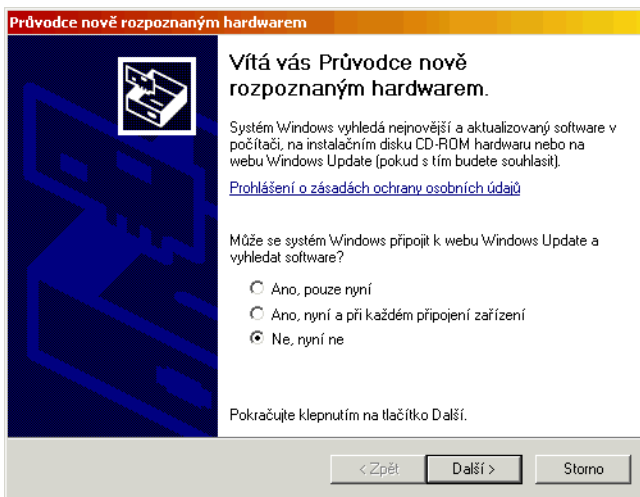 Průvodce nově rozpoznaným hardwarem
Vítá vás Průvodce nově
rozpoznaným hardwarem.
Systém Windows vyhledá nejnovější a aktualizovaný software v
počítači, na instalačním disku CD-ROM hardwaru nebo na
webu Windows Update (pokud s tím budete souhlasit).
Prohlášení o zásadách ochrany osobních údajů
Může se systém Windows připojit k webu Windows Update a
vyhledat software?
Ano, pouze nyní
Ano, nyní a při každém připojení zařízení
Ne, nyní ne
Pokračujte klepnutím na tlačítko Další.
< Zpět
Další >
Storno